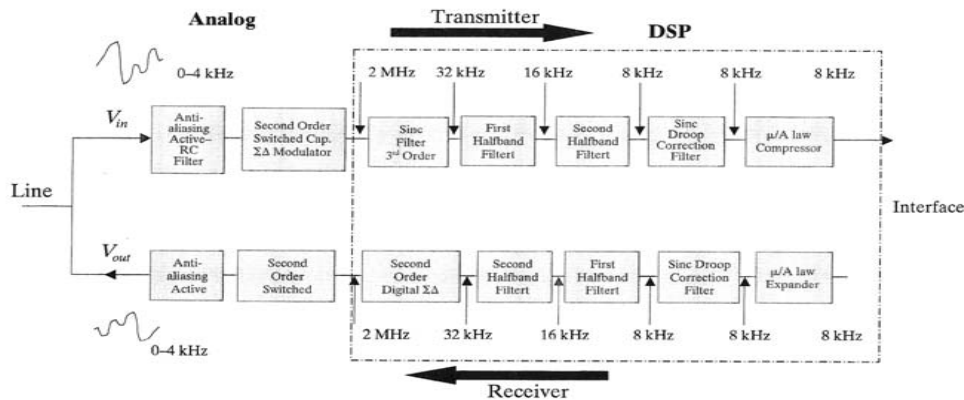 Analog
Transmitter
DSP
0–4 kHz
2 MHz
32 kHz
16 kHz
8 kHz
8 kHz
8 kHz
Vin
Anti-
aliasing
Active–
RC
Filter
Second Order
Switched Cap.
ΣΔ Modulator
Sinc
Filter
3rd Order
First
Halfband
Filtert
Second
Halfband
Filtert
Sinc
Droop
Correction
Filter
μ/A law
Compressor
Line
Interface
Vout
Anti-
aliasing
Active
Second
Order
Switched
Second
Order
Digital ΣΔ
Second
Halfband
Filtert
First
Halfband
Filtert
Sinc Droop
Correction
Filter
μ/A law
Expander
0–4 kHz
2 MHz
32 kHz
16 kHz
8 kHz
8 kHz
8 kHz
Receiver